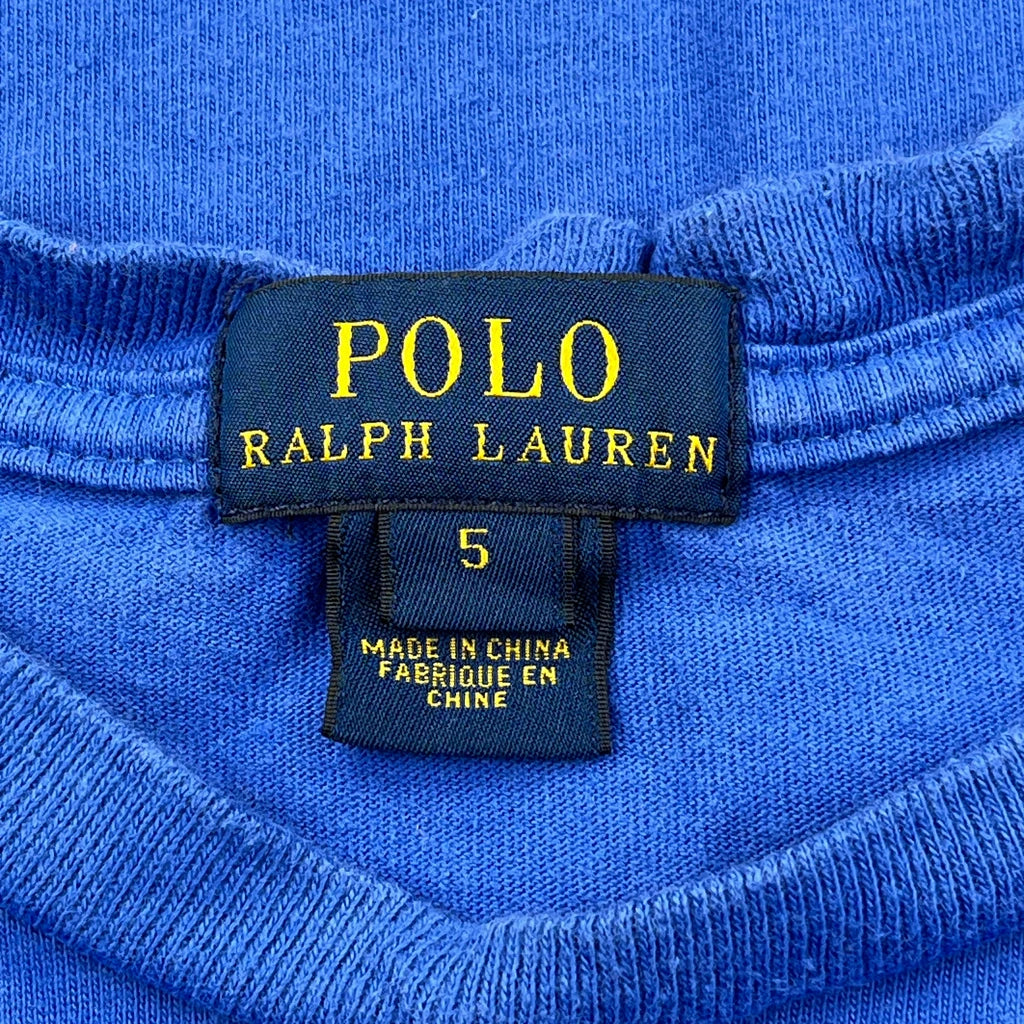 POLO
RALPH LAUREN
5
MADE IN CHINA
FABRIQUE EN
CHINE